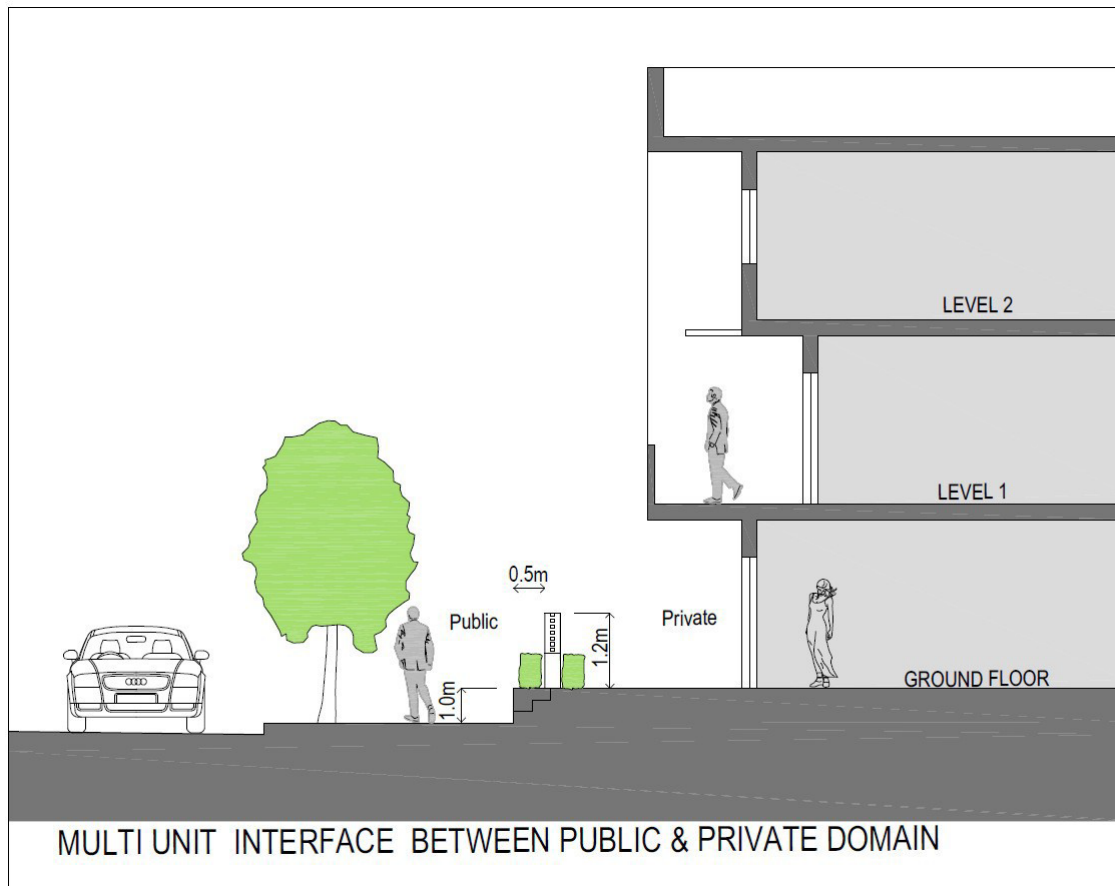 LEVEL 2
LEVEL 1
0.5m
Public
Private
1.2m
GROUND FLOOR
1.0m
MULTI UNIT INTERFACE BETWEEN PUBLIC & PRIVATE DOMAIN